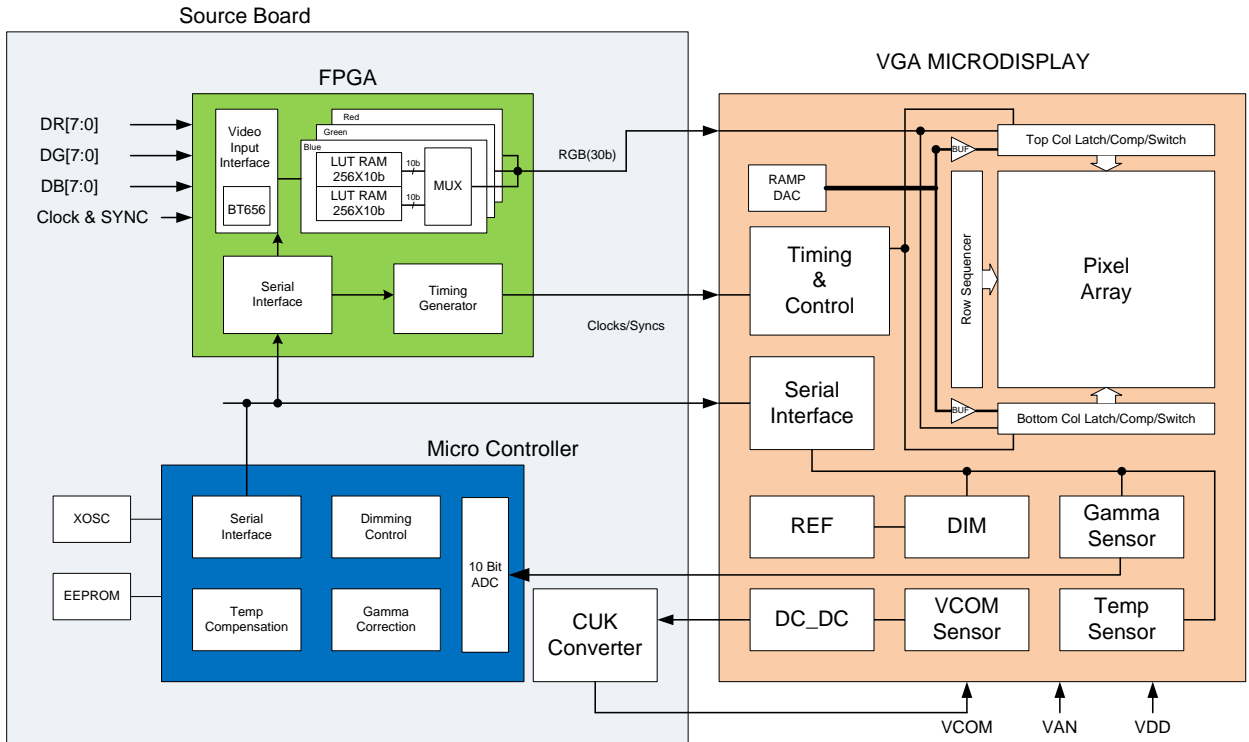 Source Board
VGA MICRODISPLAY
FPGA
DR[7:0]
DG[7:0]
DB[7:0]
Clock & SYNC
Video
Input
Interface
BT656
Red
Green
Blue
LUT RAM
256X10b
10b
LUT RAM
256X10b
10b
MUX
RGB(30b)
Serial
Interface
Timing
Generator
Clocks/Syncs
RAMP
DAC
BUF
Top Col Latch/Comp/Switch
Timing
&
Control
Row Sequencer
Pixel
Array
Serial
Interface
BUF
Bottom Col Latch/Comp/Switch
Micro Controller
XOSC
EEPROM
Serial
Interface
Dimming
Control
10 Bit
ADC
Temp
Compensation
Gamma
Correction
CUK
Converter
REF
DIM
Gamma
Sensor
DC_DC
VCOM
Sensor
Temp
Sensor
VCOM
VAN
VDD